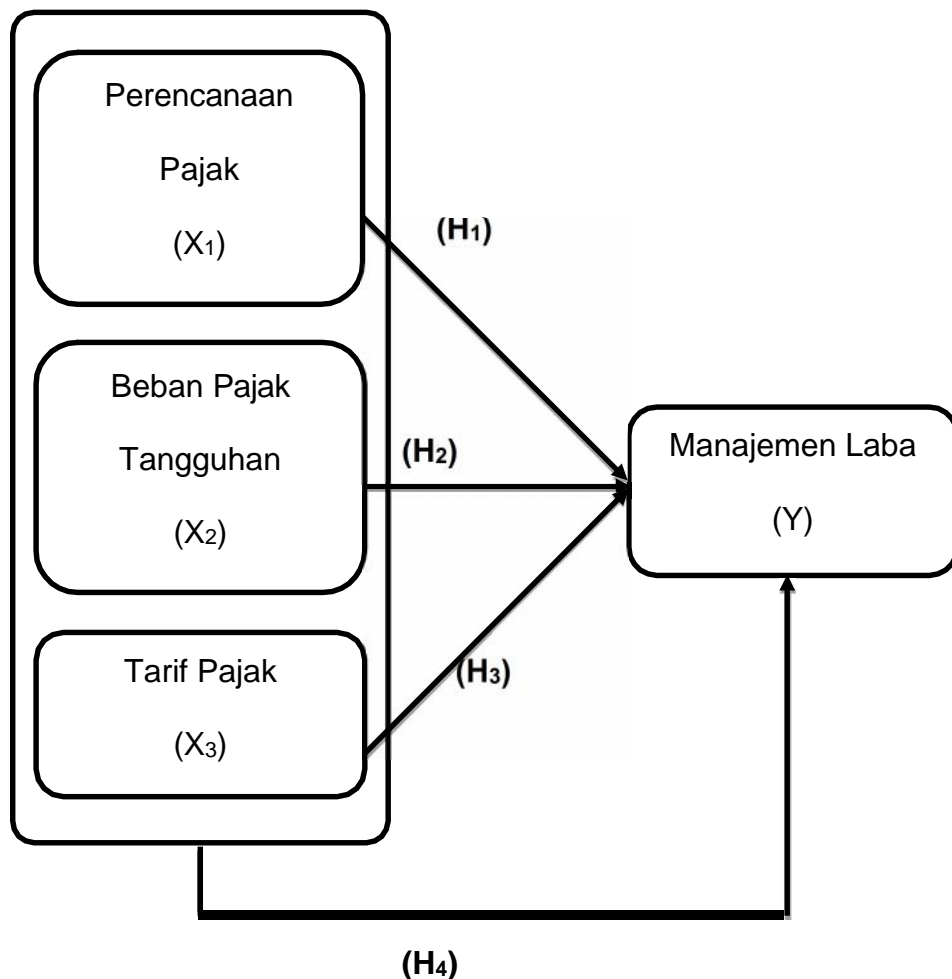 Perencanaan
Pajak
(X₁)
(H₁)
Beban Pajak
Tangguhan
(X₂)
(H₂)
Manajemen Laba
(Y)
Tarif Pajak
(X₃)
(H₃)
(H₄)